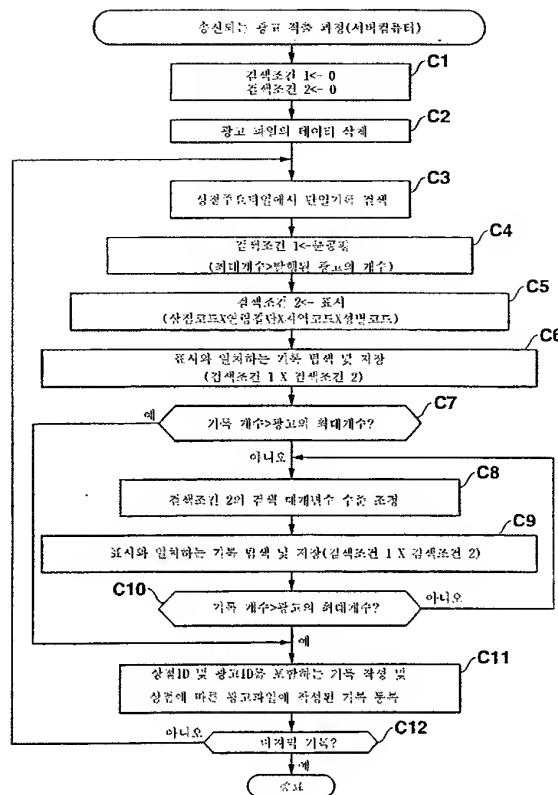 송신되는 광고 적출 과정(서버컴퓨터)
C1
검색조건 1<- 0
검색조건 2<- 0
C2
광고 파일의 데이터 삭제
C3
상점주요파일에서 단일기록 검색
C4
검색조건 1<-
(최대개수>발행된 광고의 개수)
C5
검색조건 2<- 표시
(상점코드X연령집단X지역코드X성별코드)
C6
표시와 일치하는 기록 탐색 및 저장
(검색조건 1 X 검색조건 2)
C7
예
기록 개수>광고의 최대개수?
아니오
C8
검색조건 2의 검색 매개변수 수준 조정
C9
표시와 일치하는 기록 탐색 및 저장(검색조건 1 X 검색조건 2)
C10
기록 개수>광고의 최대개수?
아니오
예
C11
상점ID 및 광고ID를 포함하는 기록 작성 및
상점에 따른 광고파일에 작성된 기록 등록
C12
아니오
마지막 기록?
예
종료